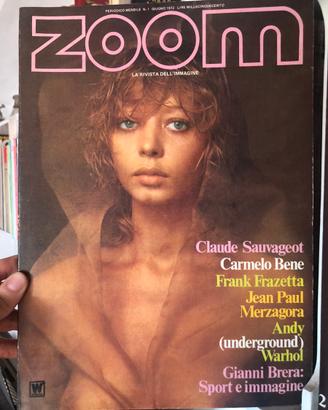 PERIODICO MENSILE N. 1 GIUGNO 1972 LIRE MILLECINQUECENTO
zoom
LA RIVISTA DELL'IMMAGINE
Claude Sauvageot
Carmelo Bene
Frank Frazetta
Jean Paul
Merzagora
Andy
(underground)
Warhol
Gianni Brera:
Sport e immagine
W